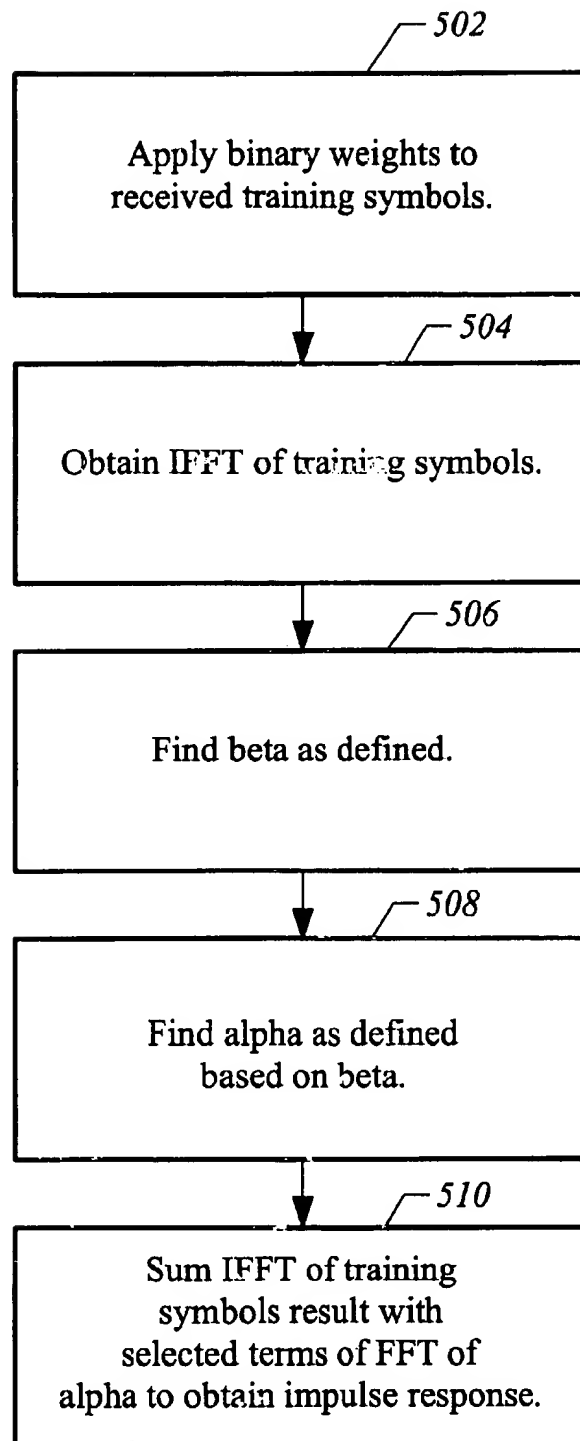 502
Apply binary weights to
received training symbols.
504
Obtain IFFT of training symbols.
506
Find beta as defined.
508
Find alpha as defined
based on beta.
510
Sum IFFT of training
symbols result with
selected terms of FFT of
alpha to obtain impulse response.